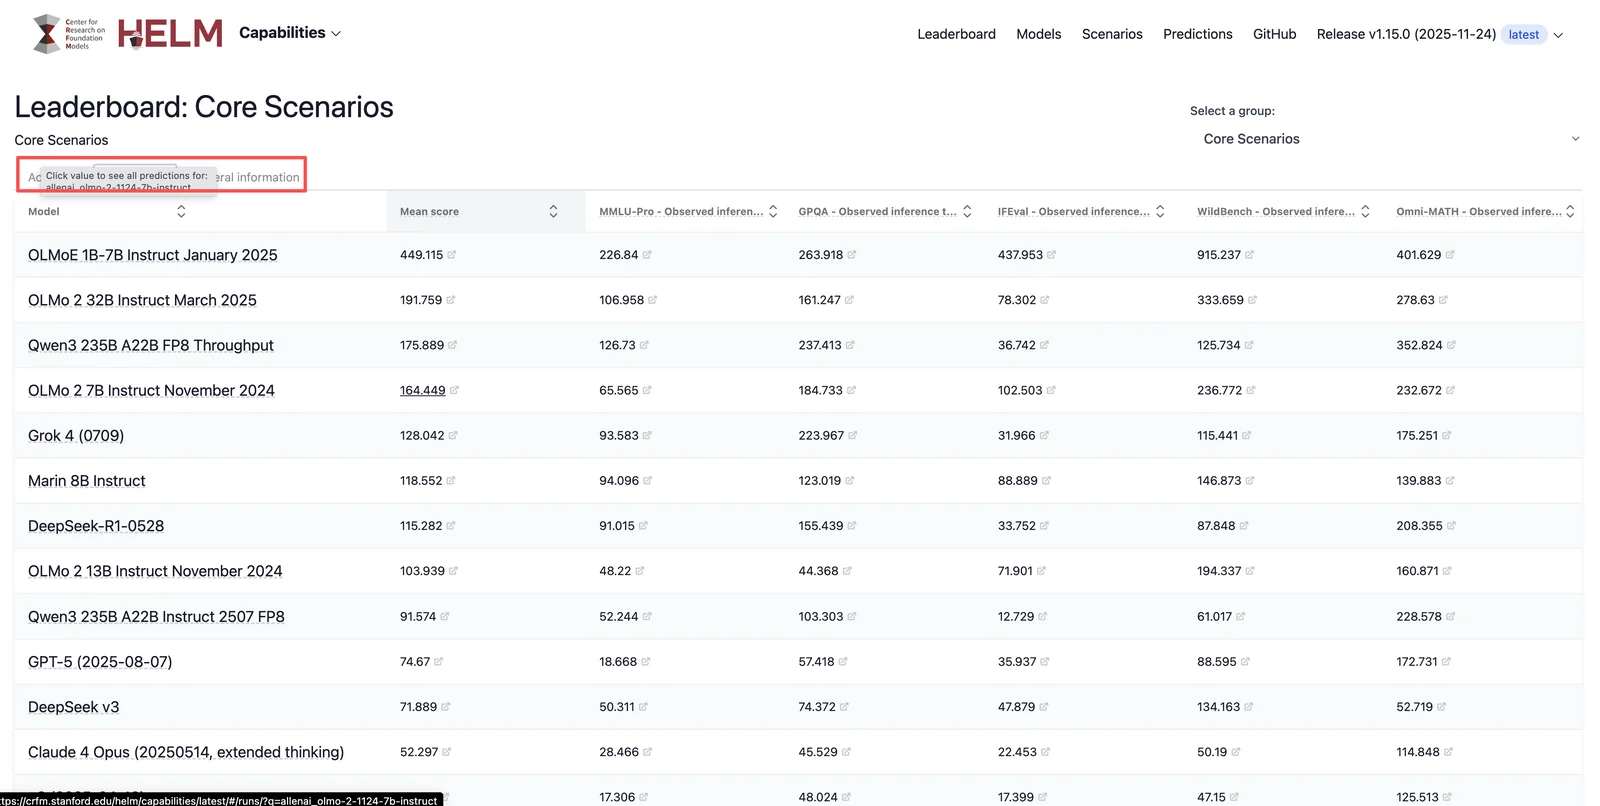 Center for
Research on
Foundation
Models
HELM
Capabilities
Leaderboard Models Scenarios Predictions GitHub Release v1.15.0 (2025-11-24) latest
Leaderboard: Core Scenarios
Select a group:
Core Scenarios
Core Scenarios
Click value to see all predictions for:
allenai_olmo-2-1124-7b-instruct
information
Model Mean score MMLU-Pro - Observed inferen... GPQA - Observed inference t... IFEval - Observed inference... WildBench - Observed infere... Omni-MATH - Observed infere...
OLMoE 1B-7B Instruct January 2025 449.115 226.84 263.918 437.953 915.237 401.629
OLMo 2 32B Instruct March 2025 191.759 106.958 161.247 78.302 333.659 278.63
Qwen3 235B A22B FP8 Throughput 175.889 126.73 237.413 36.742 125.734 352.824
OLMo 2 7B Instruct November 2024 164.449 65.565 184.733 102.503 236.772 232.672
Grok 4 (0709) 128.042 93.583 223.967 31.966 115.441 175.251
Marin 8B Instruct 118.552 94.096 123.019 88.889 146.873 139.883
DeepSeek-R1-0528 115.282 91.015 155.439 33.752 87.848 208.355
OLMo 2 13B Instruct November 2024 103.939 48.22 44.368 71.901 194.337 160.871
Qwen3 235B A22B Instruct 2507 FP8 91.574 52.244 103.303 12.729 61.017 228.578
GPT-5 (2025-08-07) 74.67 18.668 57.418 35.937 88.595 172.731
DeepSeek v3 71.889 50.311 74.372 47.879 134.163 52.719
Claude 4 Opus (20250514, extended thinking) 52.297 28.466 45.529 22.453 50.19 114.848
17.306 48.024 17.399 47.15 125.513
ttps://crfm.stanford.edu/helm/capabilities/latest/#/runs/?q=allenai_olmo-2-1124-7b-instruct